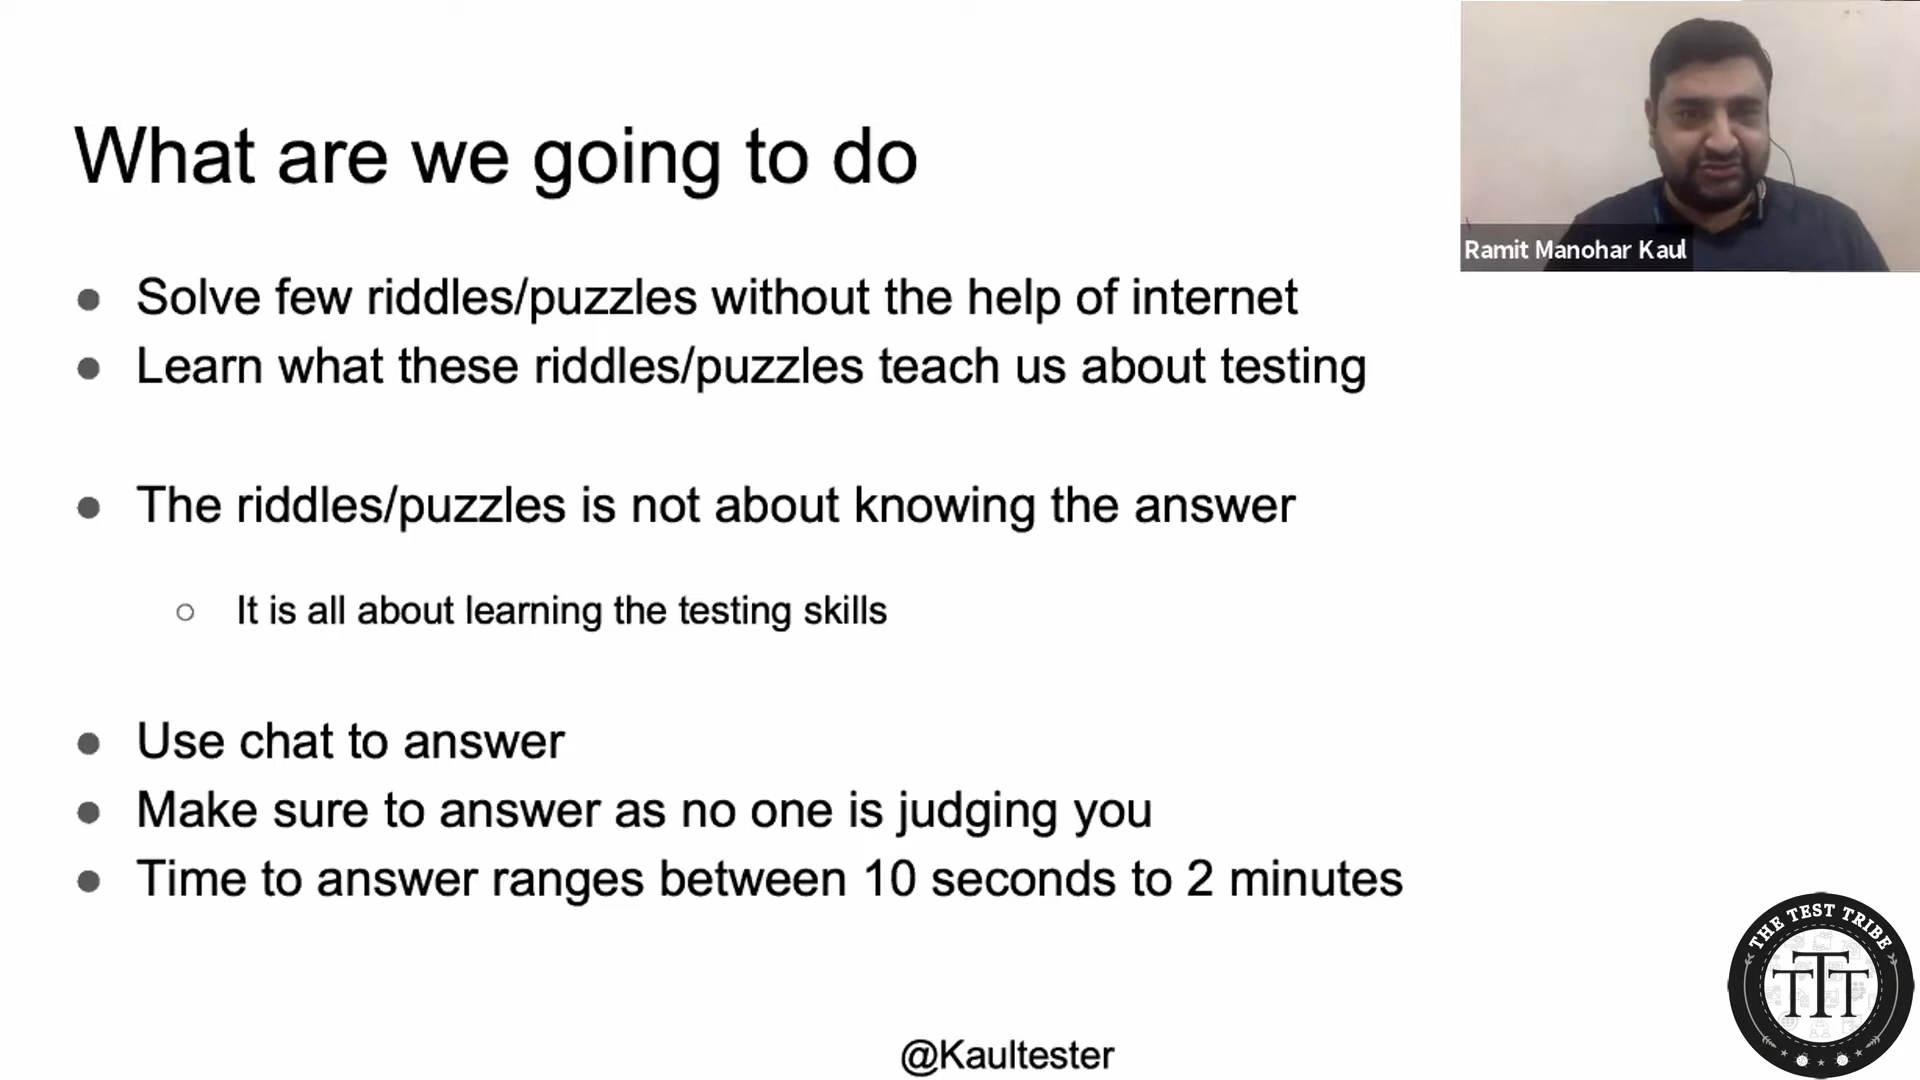 What are we going to do
Ramit Manohar Kaul
● Solve few riddles/puzzles without the help of internet
● Learn what these riddles/puzzles teach us about testing
● The riddles/puzzles is not about knowing the answer
○ It is all about learning the testing skills
● Use chat to answer
● Make sure to answer as no one is judging you
● Time to answer ranges between 10 seconds to 2 minutes
THE TEST TRIBE
TTT
@Kaultester